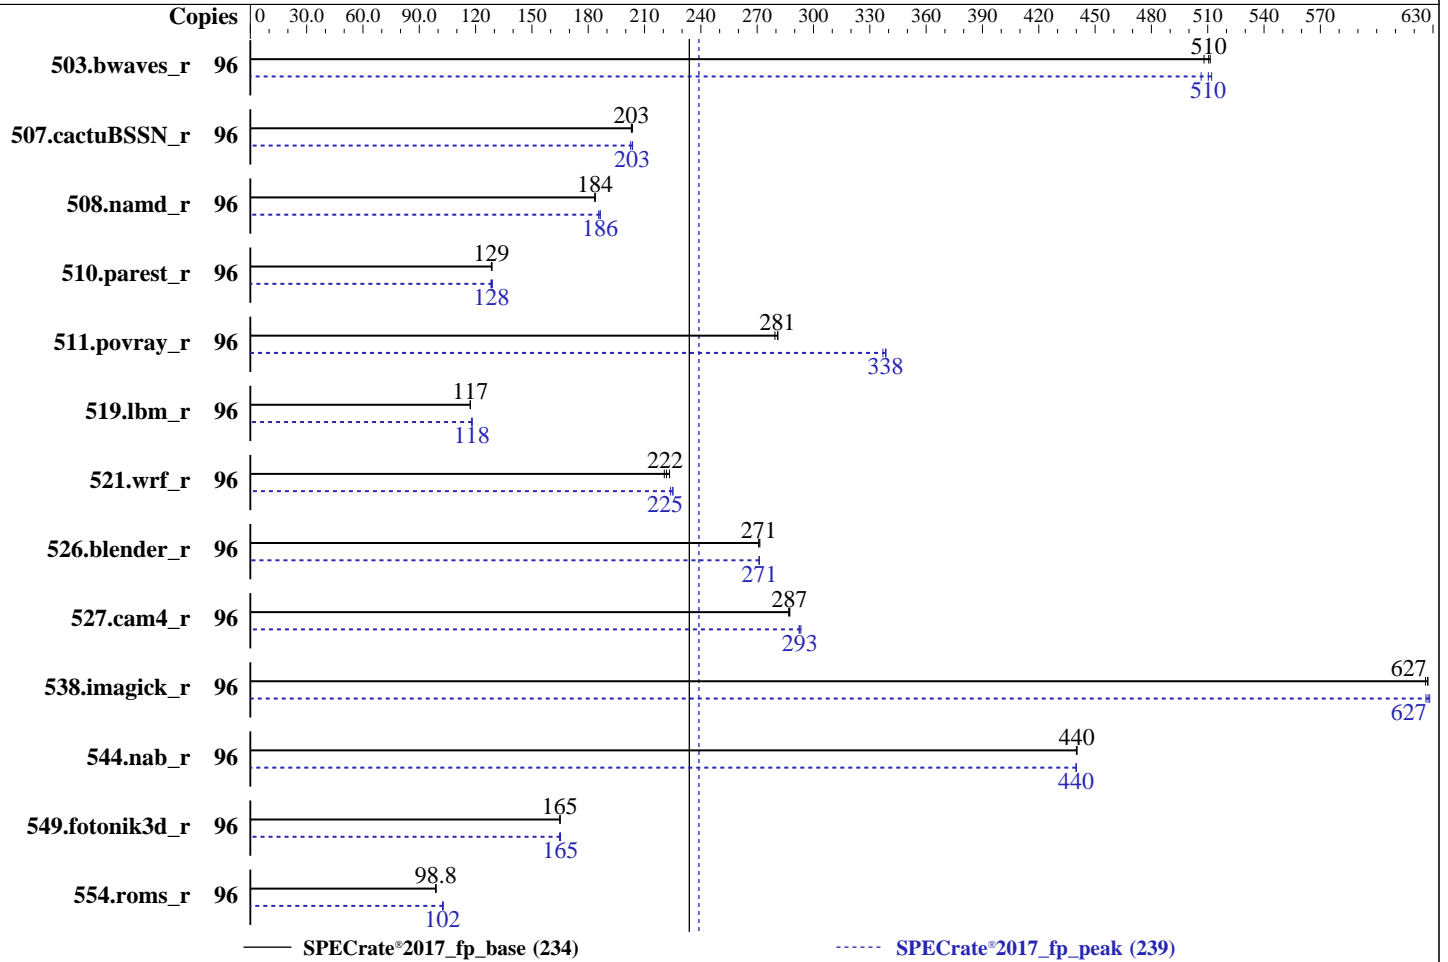 Copies 0 30.0 60.0 90.0 120 150 180 210 240 270 300 330 360 390 420 450 480 510 540 570 630
503.bwaves_r 96 510
510
507.cactuBSSN_r 96 203
203
508.namd_r 96 184
186
510.parest_r 96 129
128
511.povray_r 96 281
338
519.lbm_r 96 117
118
521.wrf_r 96 222
225
526.blender_r 96 271
271
527.cam4_r 96 287
293
538.imagick_r 96 627
627
544.nab_r 96 440
440
549.fotonik3d_r 96 165
165
554.roms_r 96 98.8
102
SPECrate®2017_fp_base (234) SPECrate®2017_fp_peak (239)